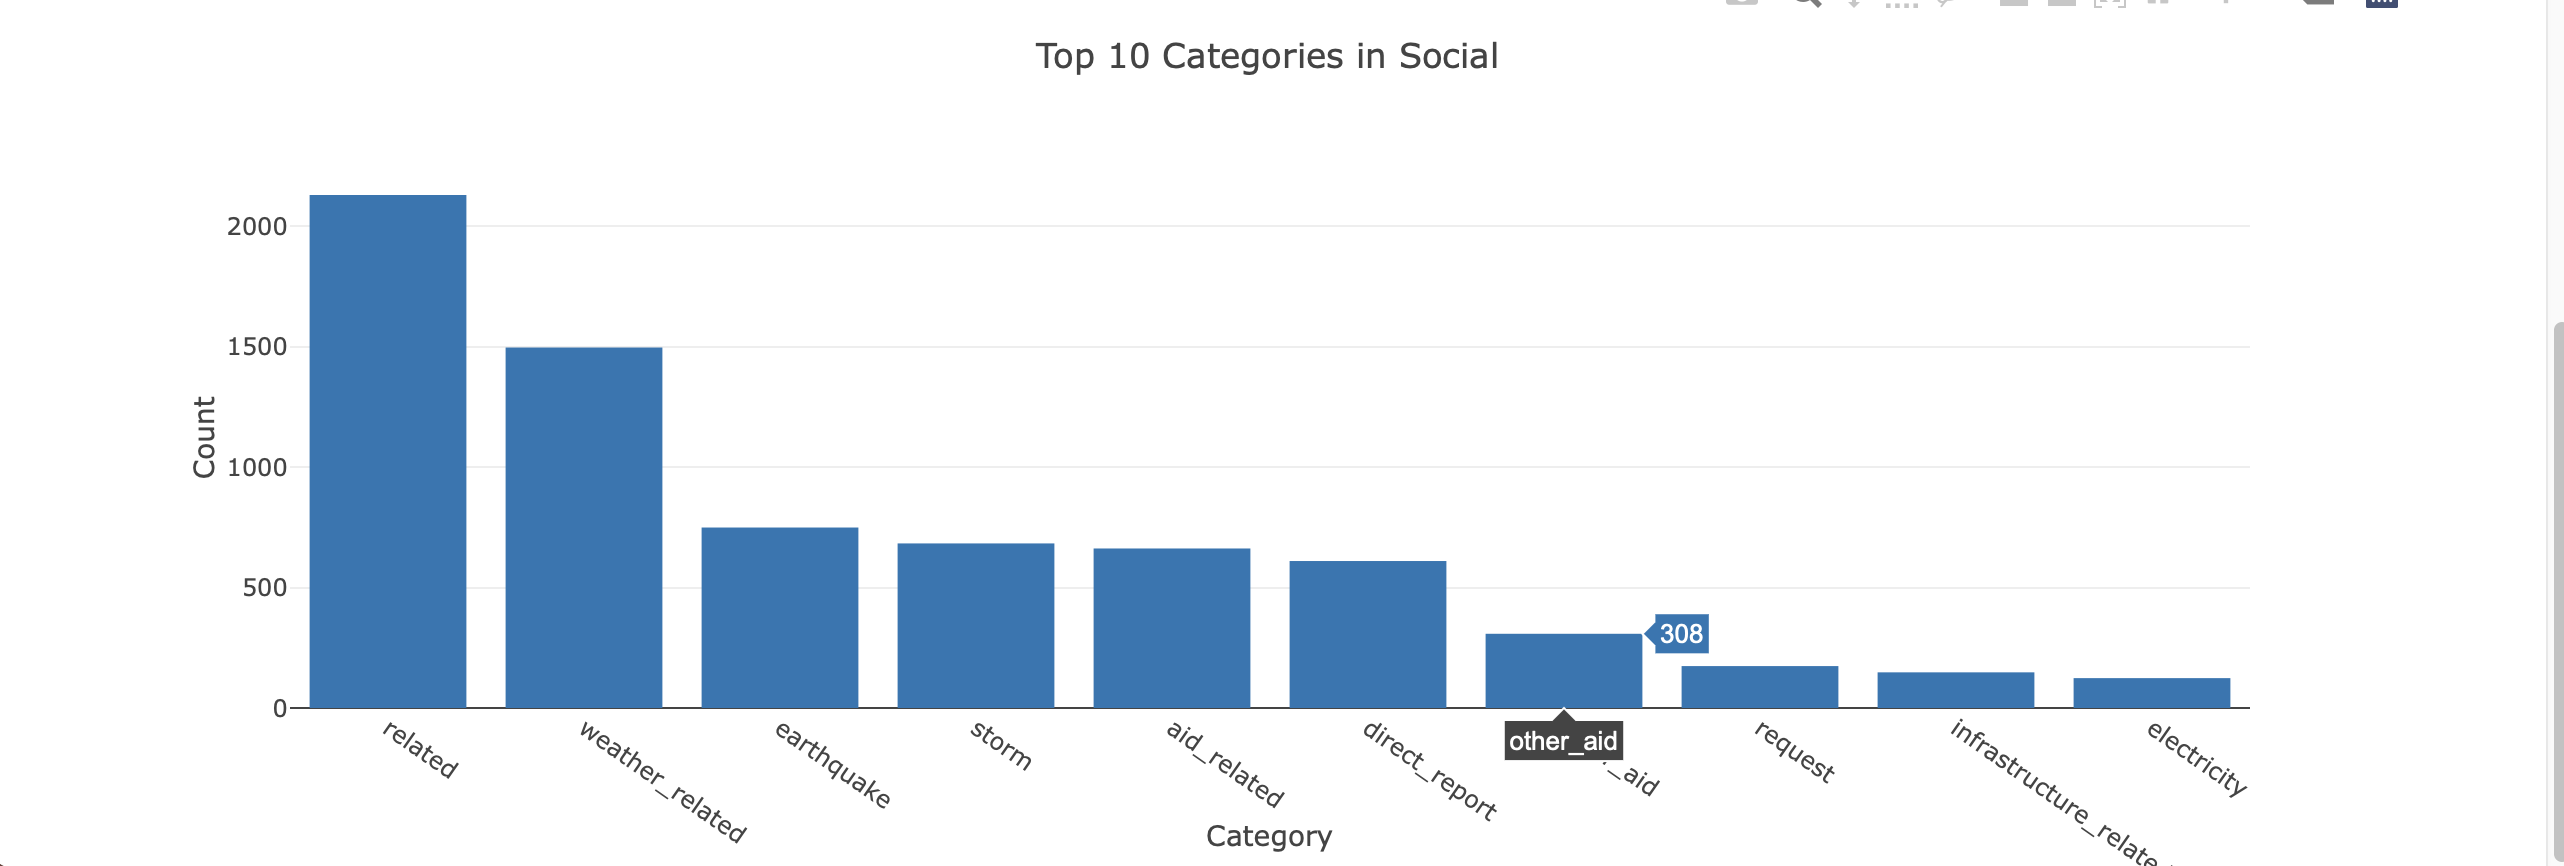 Top 10 Categories in Social
2000
1500
1000
500
0
Count
308
related
weather_related
earthquake
storm
aid_related
direct_report
other_aid
_aid
request
electricity
Category